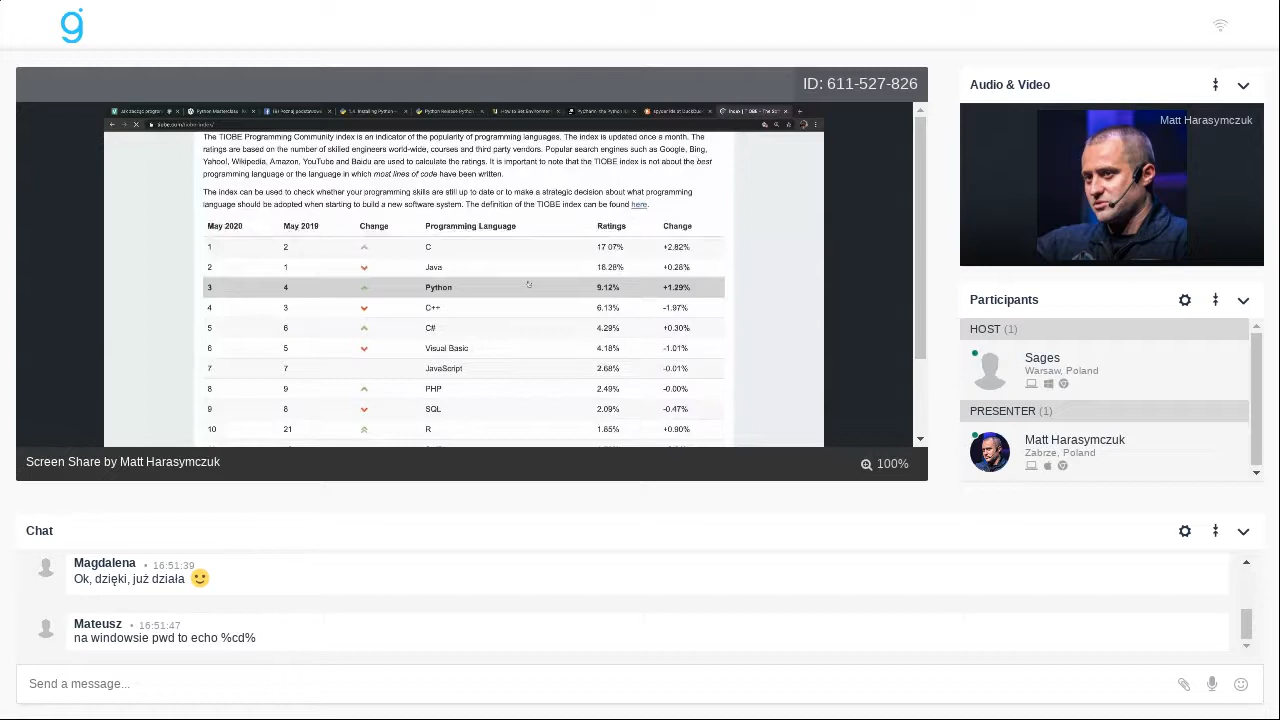 g
ID: 611-527-826
Audio & Video
Matt Harasymczuk
tiobe.com/tiobe-index/
The TIOBE Programming Community index is an indicator of the popularity of programming languages. The index is updated once a month. The
ratings are based on the number of skilled engineers world-wide, courses and third party vendors. Popular search engines such as Google, Bing,
Yahoo!, Wikipedia, Amazon, YouTube and Baidu are used to calculate the ratings. It is important to note that the TIOBE index is not about the best
programming language or the language in which most lines of code have been written.
The index can be used to check whether your programming skills are still up to date or to make a strategic decision about what programming
language should be adopted when starting to build a new software system. The definition of the TIOBE index can be found here.
May 2020 May 2019 Change Programming Language Ratings Change
1 2 C 17.07% +2.82%
2 1 Java 16.28% +0.28%
3 4 Python 9.12% +1.29%
4 3 C++ 6.13% -1.97%
5 6 C# 4.29% +0.30%
6 5 Visual Basic 4.18% -1.01%
7 7 JavaScript 2.68% -0.01%
8 9 PHP 2.49% -0.00%
9 8 SQL 2.09% -0.47%
10 21 R 1.85% +0.90%
Screen Share by Matt Harasymczuk
100%
Participants
HOST (1)
Sages
Warsaw, Poland
PRESENTER (1)
Matt Harasymczuk
Zabrze, Poland
Chat
Magdalena • 16:51:39
Ok, dzięki, już działa
Mateusz • 16:51:47
na windowsie pwd to echo %cd%
Send a message...